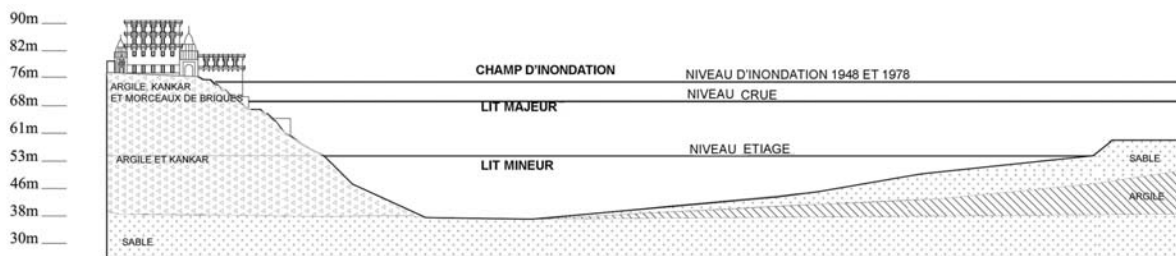 90m
82m
76m
68m
61m
53m
46m
38m
30m
CHAMP D'INONDATION
NIVEAU D'INONDATION 1948 ET 1978
ARGILE, KANKAR
ET MORCEAUX DE BRIQUES
NIVEAU CRUE
LIT MAJEUR
NIVEAU ETIAGE
ARGILE ET KANKAR
LIT MINEUR
SABLE
ARGILE
SABLE